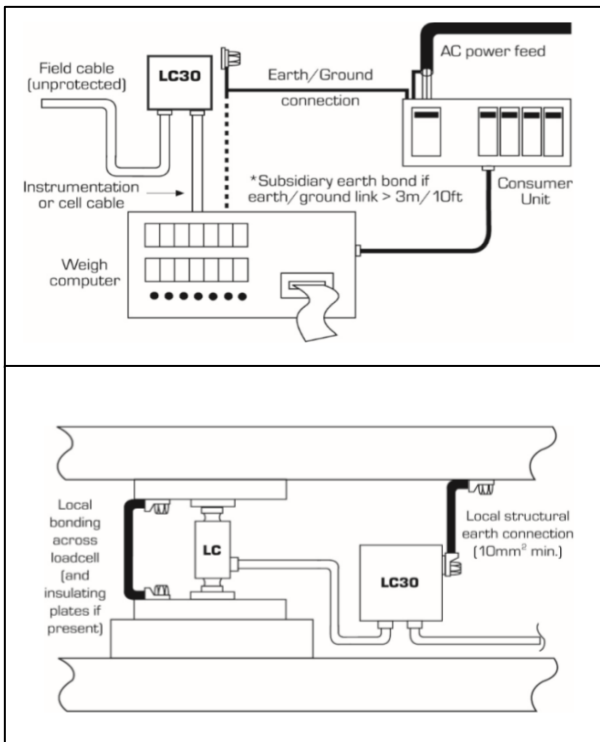 Field cable
(unprotected)
LC30
Earth/Ground
connection
AC power feed
Instrumentation
or cell cable
*Subsidiary earth bond if
earth/ground link > 3m/10ft
Consumer
Unit
Weigh
computer
Local
bonding
across
loadcell
(and
insulating
plates if
present)
LC
LC30
Local structural
earth connection
(10mm² min.)